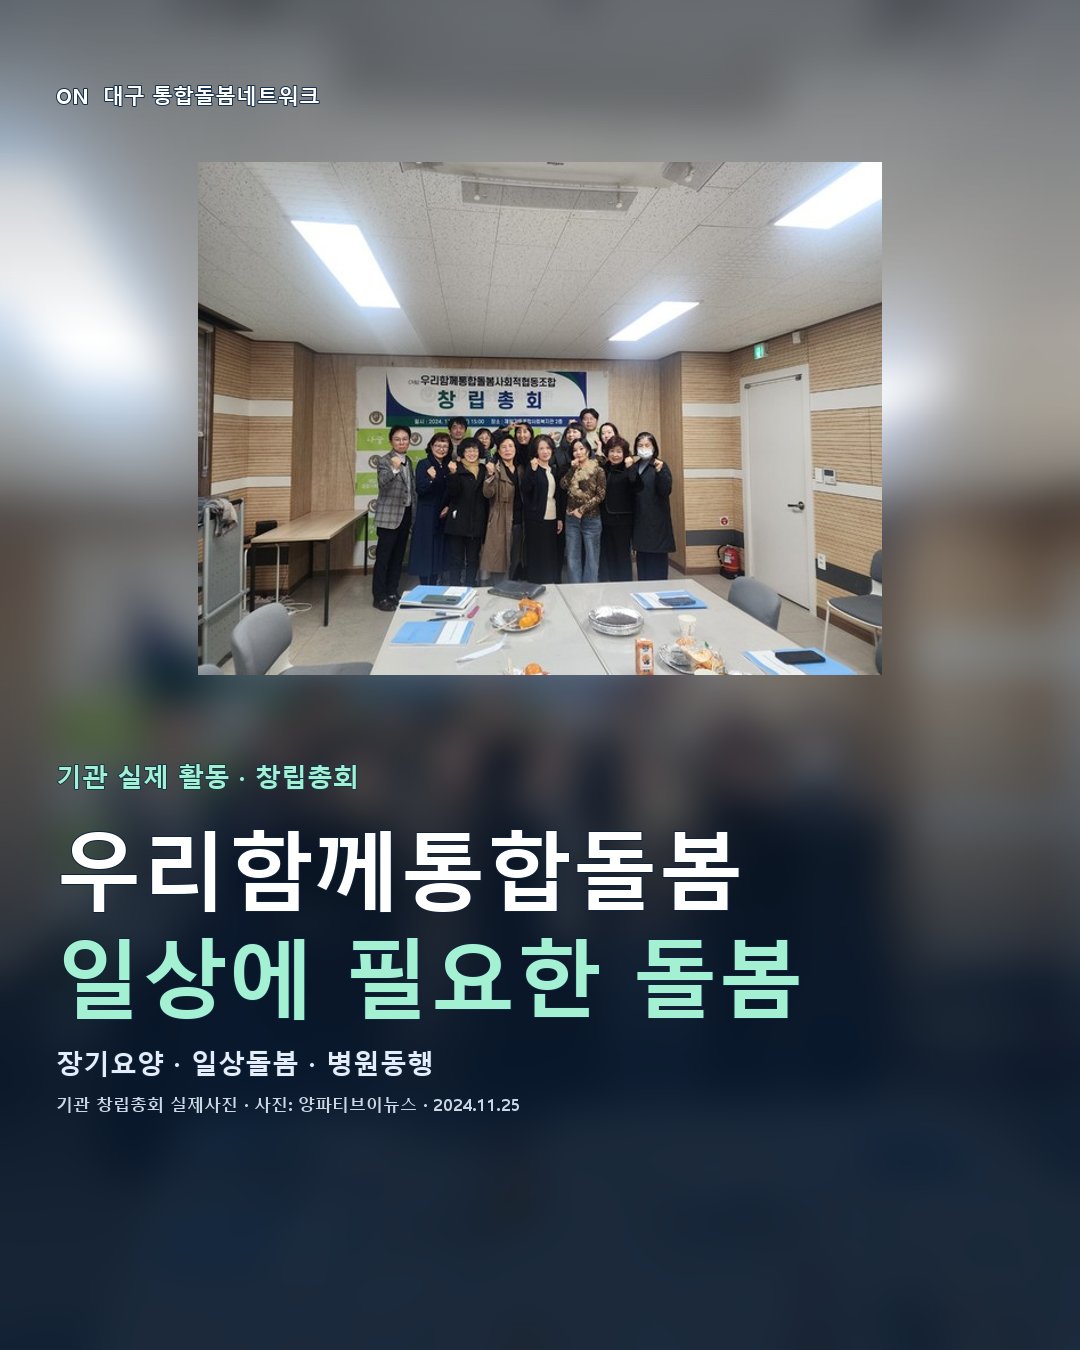 ON 대구 통합돌봄네트워크
우리함께통합돌봄사회적협동조합
창립총회
기관 실제 활동 · 창립총회
우리함께통합돌봄
일상에 필요한 돌봄
장기요양 · 일상돌봄 · 병원동행
기관 창립총회 실제사진 · 사진: 양파티브이뉴스 · 2024.11.25